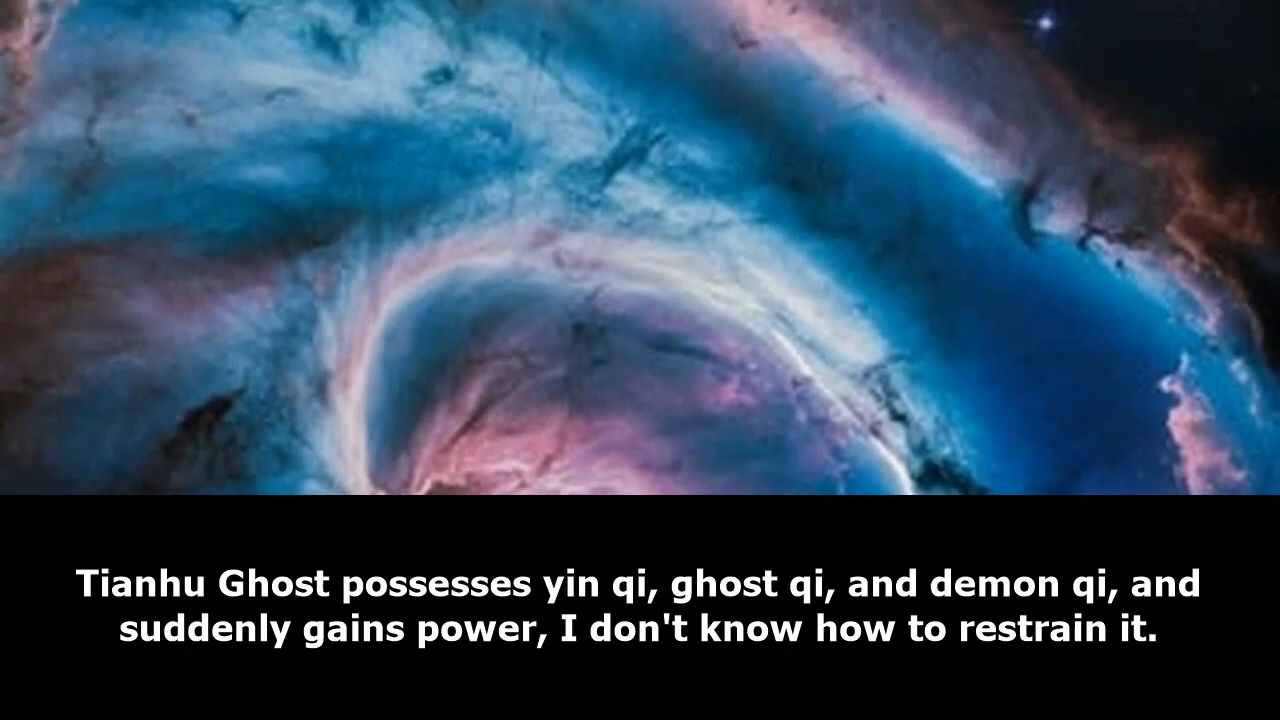 Tianhu Ghost possesses yin qi, ghost qi, and demon qi, and
suddenly gains power, I don't know how to restrain it.